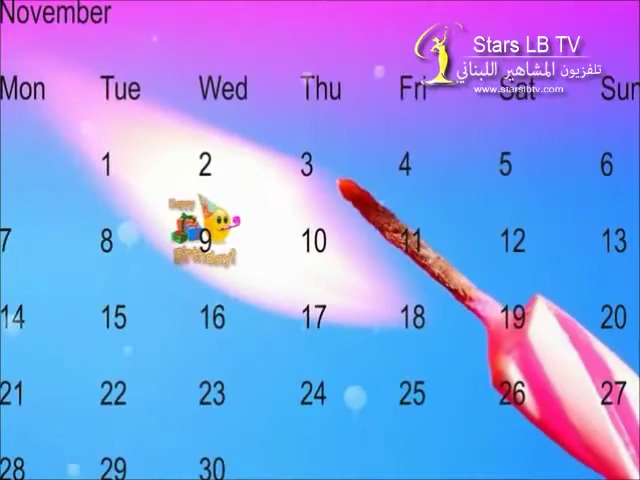 November
Stars LB TV
تلفزيون المشاهير اللبناني
www.starslbtv.com
Mon Tue Wed Thu Fri Sat Sun
1 2 3 4 5 6
Happy
7 8 9 10 11 12 13
Birthday!
14 15 16 17 18 19 20
21 22 23 24 25 26 27
28 29 30